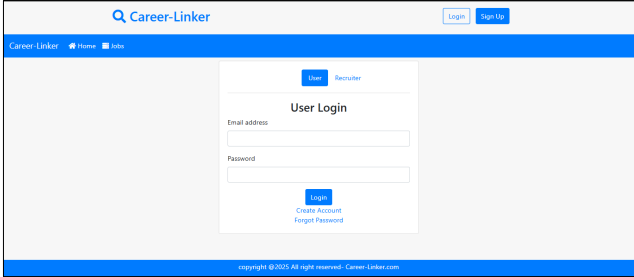 Career-Linker Login Sign Up
Career-Linker Home Jobs
User Recruiter
User Login
Email address
Password
Login
Create Account
Forgot Password
copyright @2025 All right reserved- Career-Linker.com